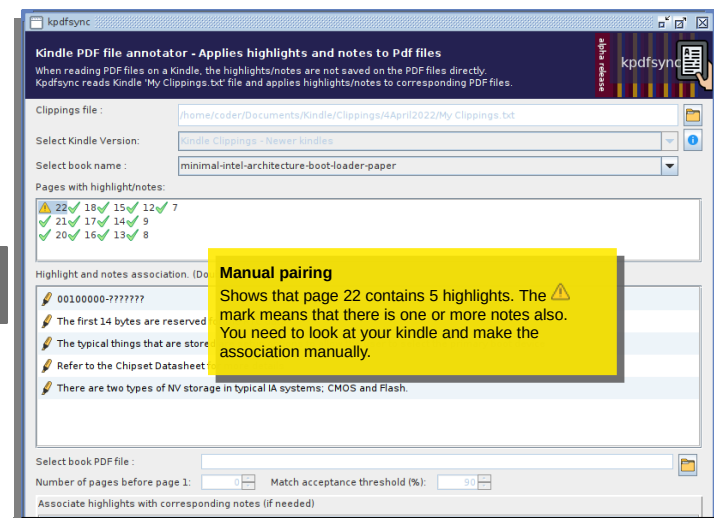 kpdfsync
Kindle PDF file annotator - Applies highlights and notes to Pdf files
When reading PDF files on a Kindle, the highlights/notes are not saved on the PDF files directly.
Kpdfsync reads Kindle 'My Clippings.txt' file and applies highlights/notes to corresponding PDF files.
alpha release
kpdfsync
Clippings file :
/home/coder/Documents/Kindle/Clippings/4April2022/My Clippings.txt
Select Kindle Version:
Kindle Clippings - Newer kindles
Select book name :
minimal-intel-architecture-boot-loader-paper
Pages with highlight/notes:
22 18 15 12 7
21 17 14 9
20 16 13 8
Highlight and notes association. (Dou
Manual pairing
Shows that page 22 contains 5 highlights. The
mark means that there is one or more notes also.
You need to look at your kindle and make the
association manually.
00100000-???????
The first 14 bytes are reserved
The typical things that are stor
Refer to the Chipset Datasheet
There are two types of NV storage in typical IA systems; CMOS and Flash.
Select book PDF file :
Number of pages before page 1: 0 Match acceptance threshold (%): 90
Associate highlights with corresponding notes (if needed)